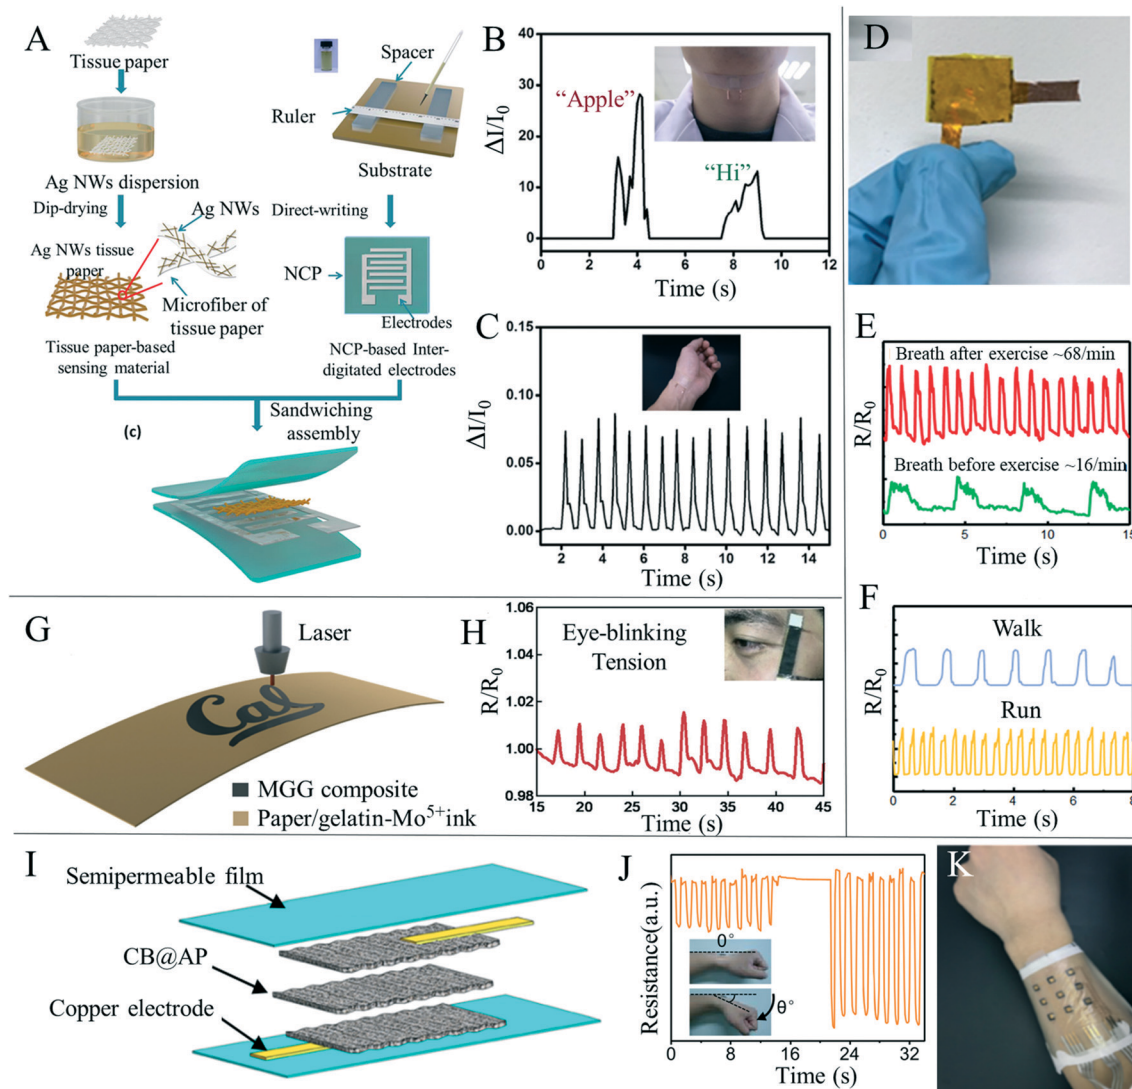 A
Tissue paper
Ag NWs dispersion
Dip-drying
Ag NWs
Ag NWs tissue
paper
Microfiber of
tissue paper
Tissue paper-based
sensing material
Spacer
Ruler
Substrate
Direct-writing
NCP
Electrodes
NCP-based Inter-
digitated electrodes
(c)
Sandwiching
assembly
B
ΔI/I0
40
30
20
10
0
"Apple"
"Hi"
0 2 4 6 8 10 12
Time (s)
C
ΔI/I0
0.15
0.10
0.05
0.00
2 4 6 8 10 12 14
Time (s)
D
E
R/R0
Breath after exercise ~68/min
Breath before exercise ~16/min
0 5 10 15
Time (s)
F
R/R0
Walk
Run
0 2 4 6 8
Time (s)
G
Laser
Cal
MGG composite
Paper/gelatin-Mo5+ink
H
R/R0
1.06
1.04
1.02
1.00
0.98
Eye-blinking
Tension
15 20 25 30 35 40 45
Time (s)
I
Semipermeable film
CB@AP
Copper electrode
J
Resistance(a.u.)
0°
θ°
0 8 16 24 32
Time (s)
K